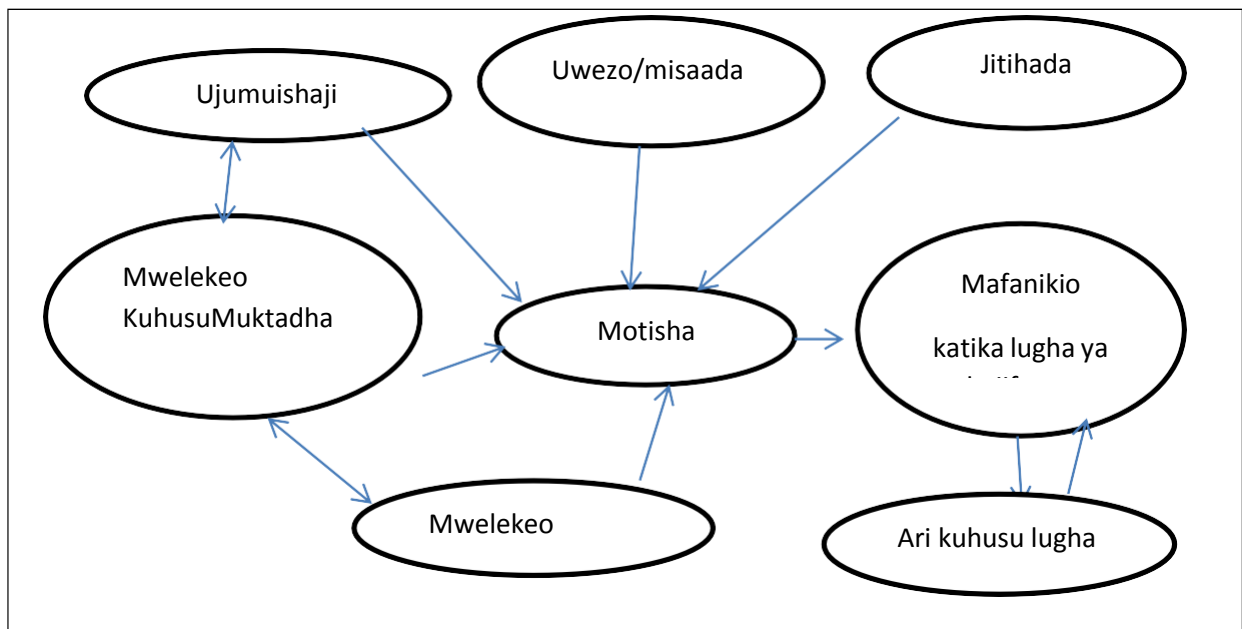 Ujumuishaji
Uwezo/misaada
Jitihada
Mwelekeo
KuhusuMuktadha
Motisha
Mafanikio
katika lugha ya
Mwelekeo
Ari kuhusu lugha